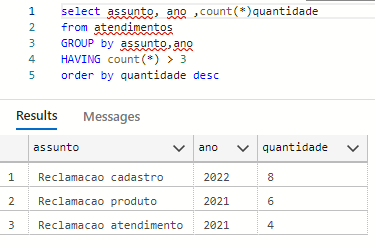 1 select assunto, ano ,count(*)quantidade
2 from atendimentos
3 GROUP by assunto,ano
4 HAVING count(*) > 3
5 order by quantidade desc
Results Messages
assunto ano quantidade
1 Reclamacao cadastro 2022 8
2 Reclamacao produto 2021 6
3 Reclamacao atendimento 2021 4